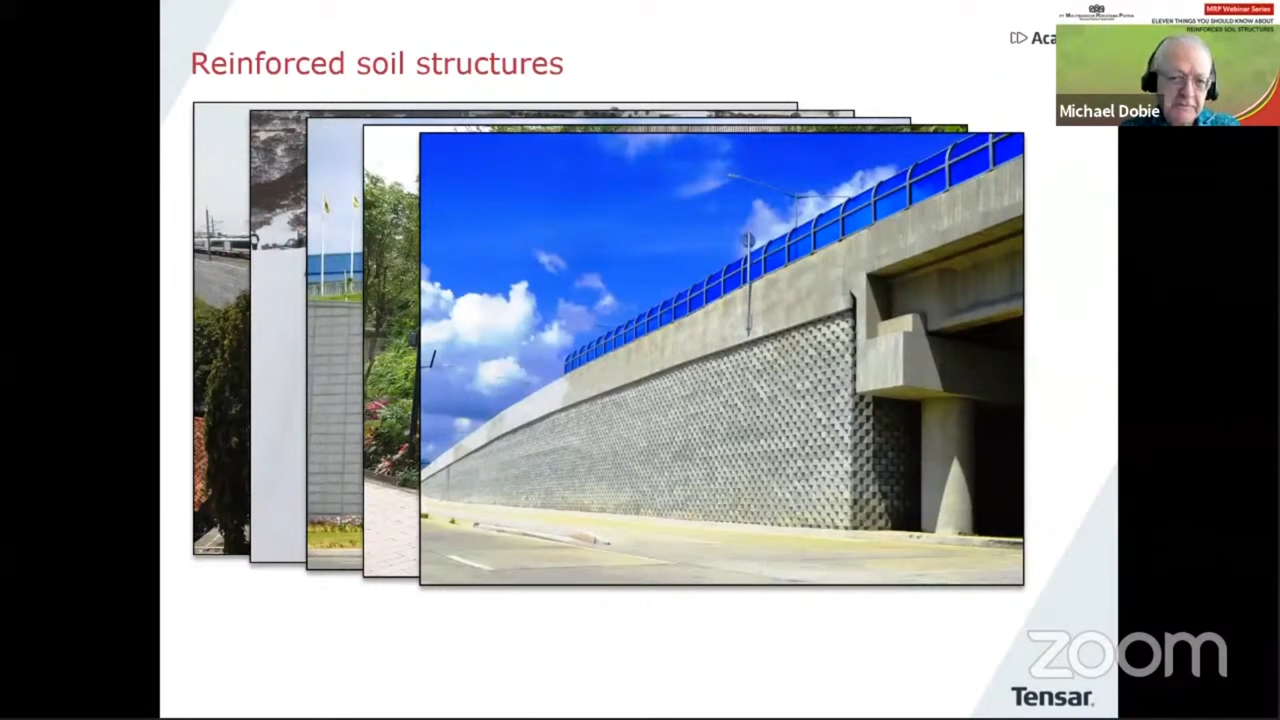 Reinforced soil structures
Aca
MRP Webinar Series
ELEVEN THINGS YOU SHOULD KNOW ABOUT
REINFORCED SOIL STRUCTURES
Michael Dobie
zoom
Tensar